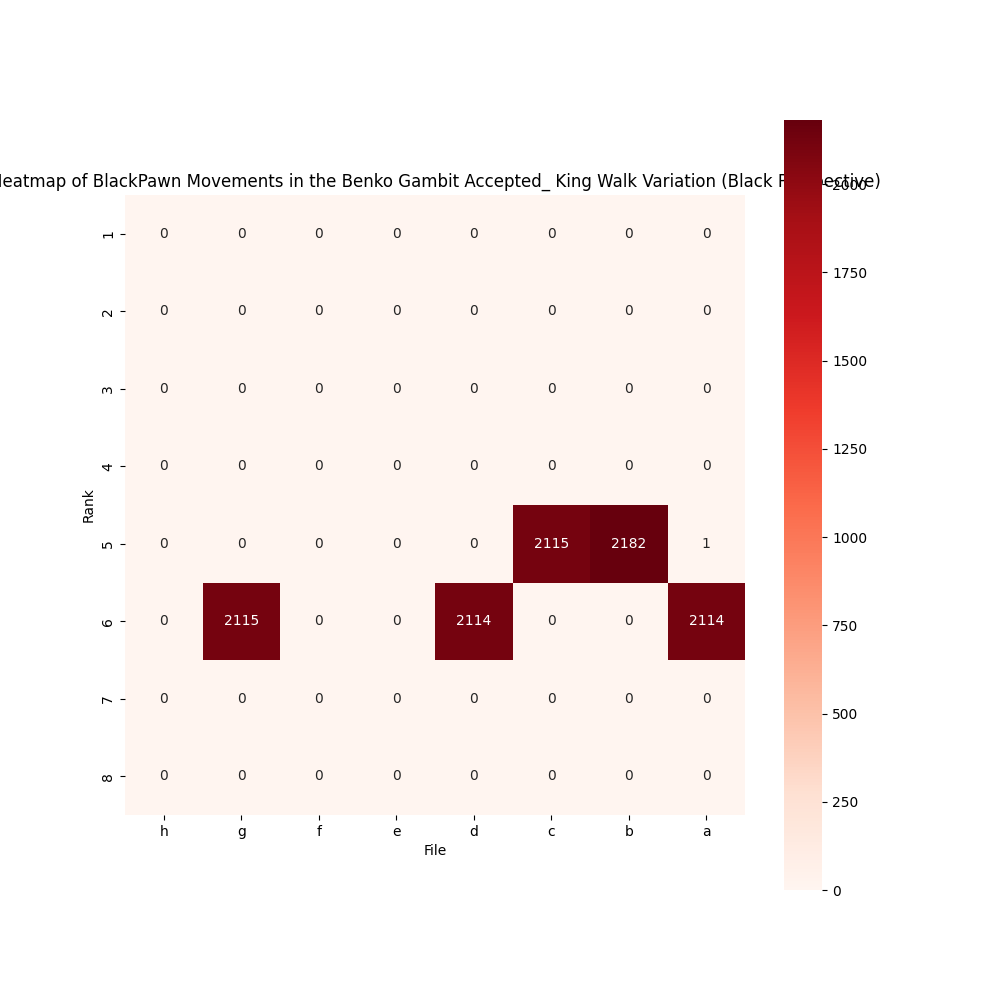 Heatmap of BlackPawn Movements in the Benko Gambit Accepted_ King Walk Variation (Black Perspective)
2000
1 0 0 0 0 0 0 0 0
2 0 0 0 0 0 0 0 0
1750
3 0 0 0 0 0 0 0 0
1500
4 0 0 0 0 0 0 0 0
1250
Rank
5 0 0 0 0 0 2115 2182 1
1000
6 0 2115 0 0 2114 0 0 2114
750
7 0 0 0 0 0 0 0 0
500
8 0 0 0 0 0 0 0 0
250
h g f e d c b a
File
0